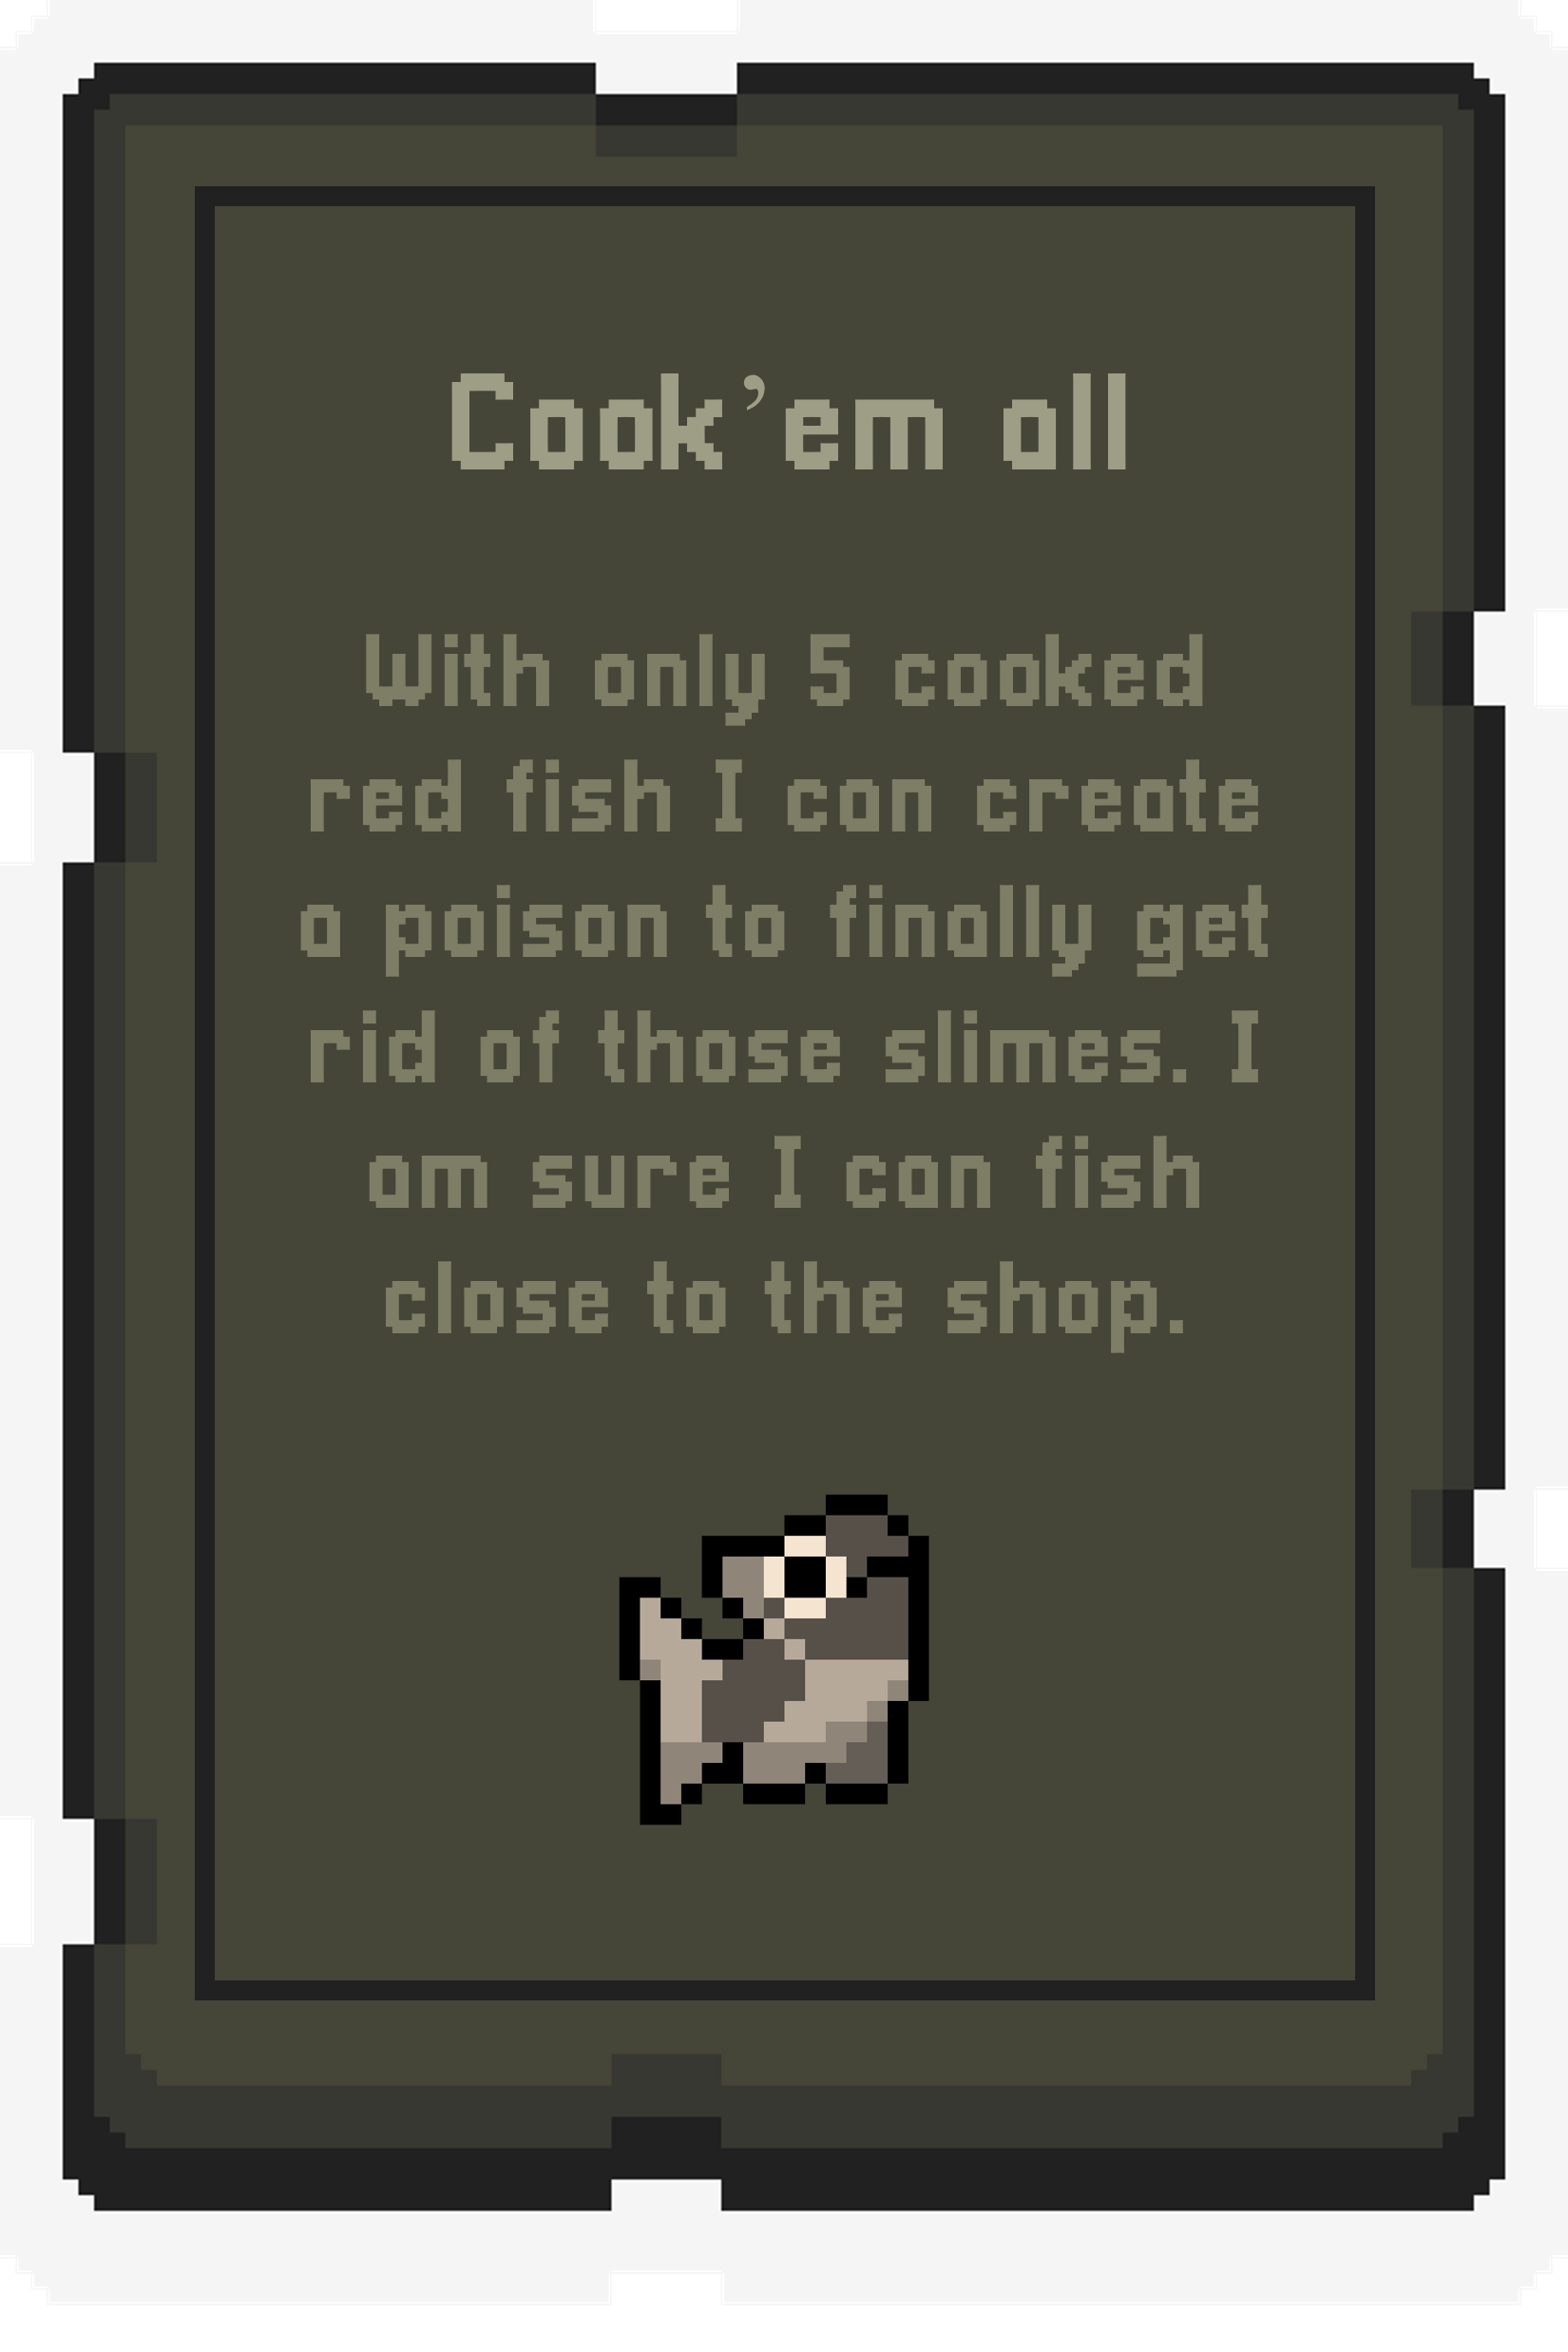 Cook’em all
With only 5 cooked
red fish I can create
a poison to finally get
rid of those slimes. I
am sure I can fish
close to the shop.